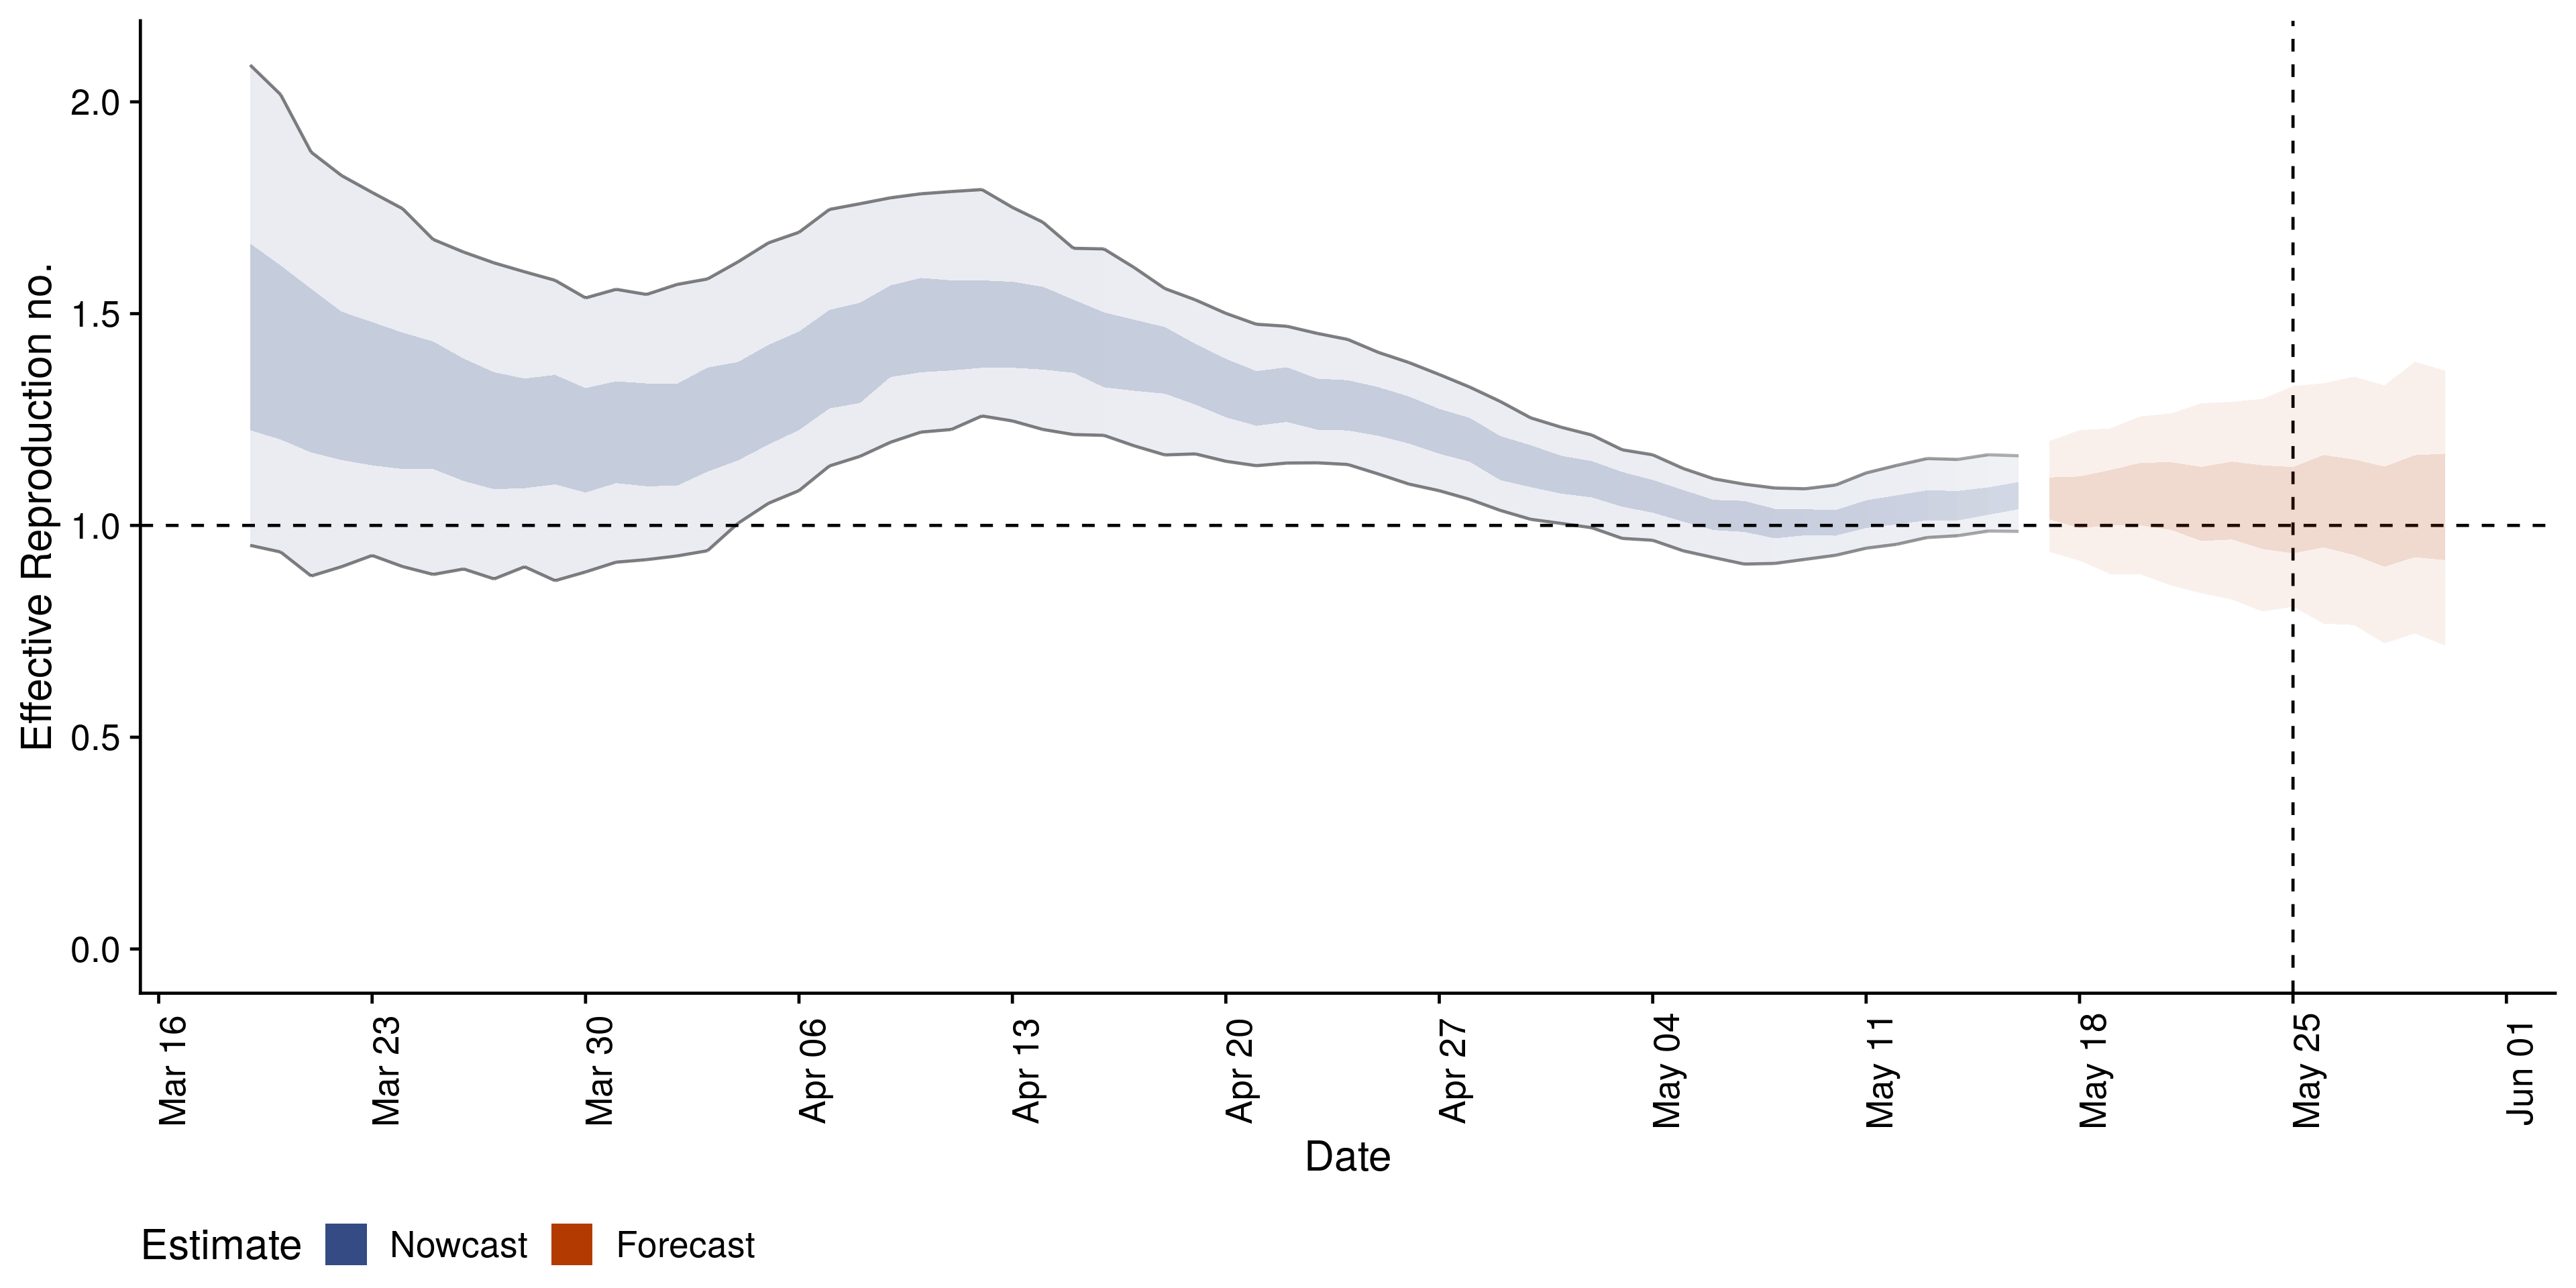 Effective Reproduction no.
2.0
1.5
1.0
0.5
0.0
Mar 16
Mar 23
Mar 30
Apr 06
Apr 13
Apr 20
Apr 27
May 04
May 11
May 18
May 25
Jun 01
Date
Estimate Nowcast Forecast